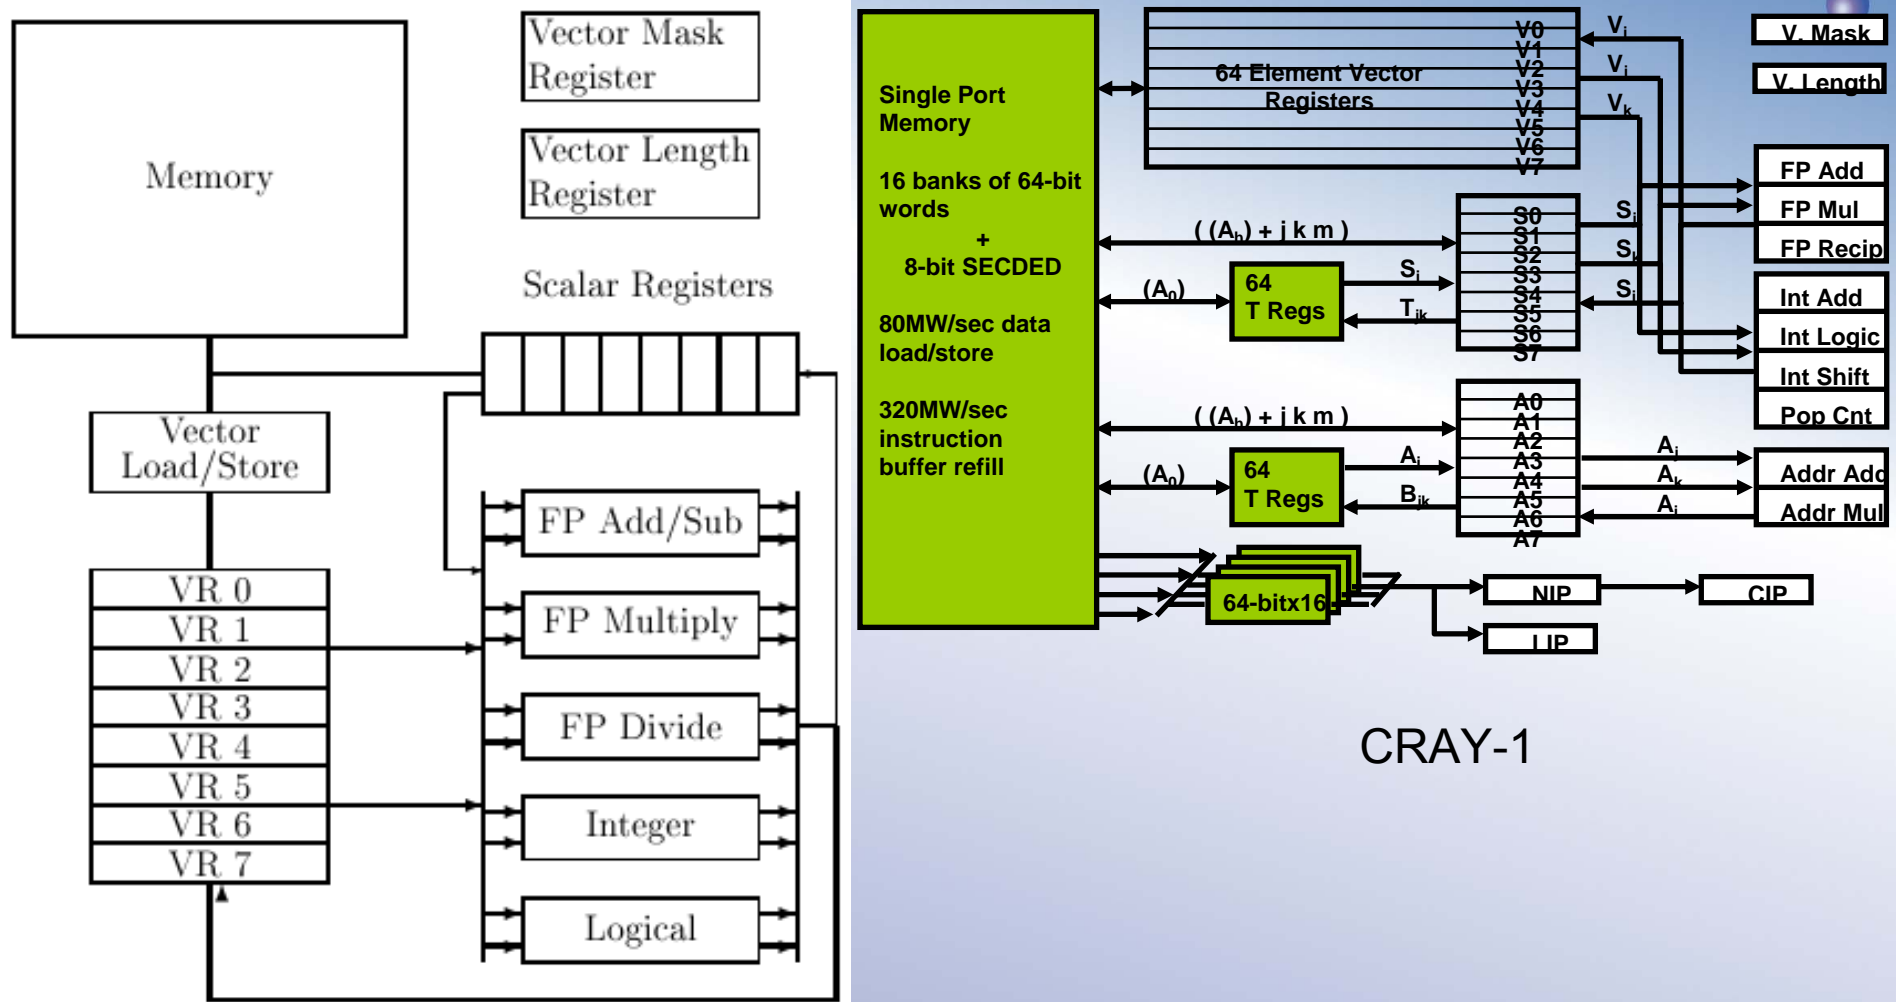 Memory
Vector Mask
Register
Vector Length
Register
Scalar Registers
Vector
Load/Store
VR 0
VR 1
VR 2
VR 3
VR 4
VR 5
VR 6
VR 7
FP Add/Sub
FP Multiply
FP Divide
Integer
Logical
Single Port
Memory
16 banks of 64-bit
words
+
8-bit SECDED
80MW/sec data
load/store
320MW/sec
instruction
buffer refill
64 Element Vector
Registers
V0
V1
V2
V3
V4
V5
V6
V7
Vi
Vj
Vk
V. Mask
V. Length
( (Ah) + j k m )
(A0)
64
T Regs
Si
Tjk
S0
S1
S2
S3
S4
S5
S6
S7
Sj
Sk
Si
FP Add
FP Mul
FP Recip
Int Add
Int Logic
Int Shift
Pop Cnt
( (Ah) + j k m )
(A0)
64
T Regs
Ai
Bjk
A0
A1
A2
A3
A4
A5
A6
A7
Aj
Ak
Ai
Addr Add
Addr Mul
64-bitx16
NIP
CIP
LIP
CRAY-1